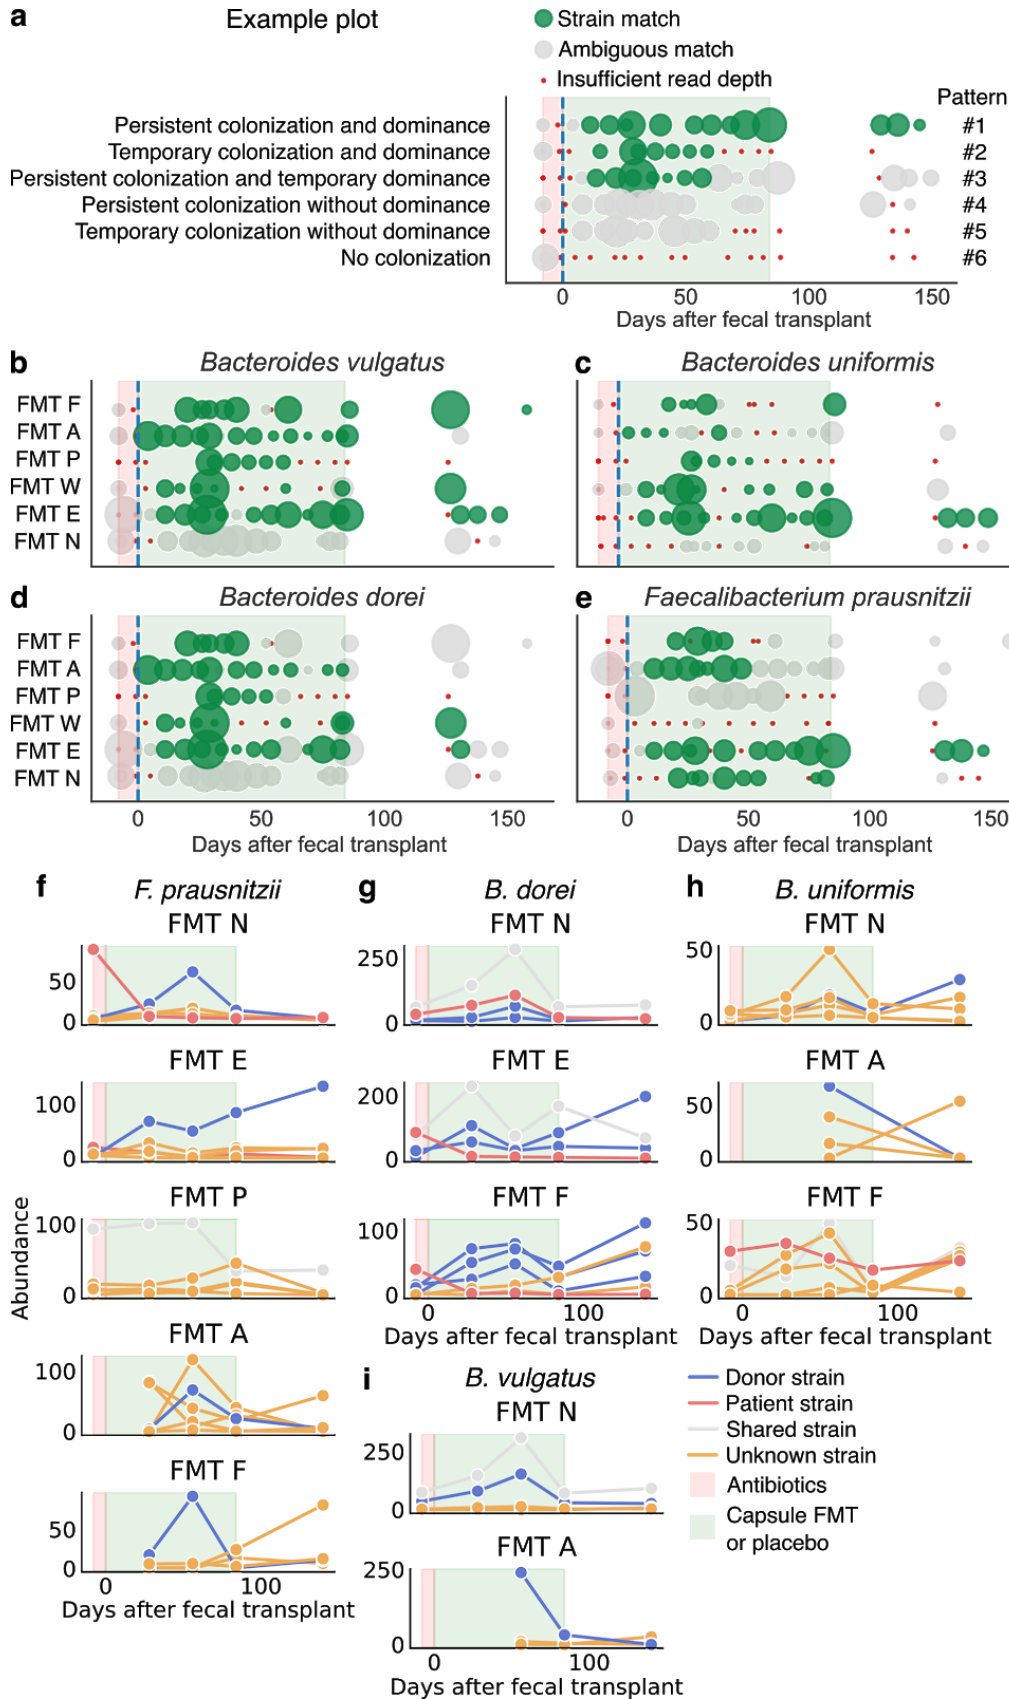 a
Example plot
Strain match
Ambiguous match
Insufficient read depth
Pattern
Persistent colonization and dominance #1
Temporary colonization and dominance #2
Persistent colonization and temporary dominance #3
Persistent colonization without dominance #4
Temporary colonization without dominance #5
No colonization #6
0 50 100 150
Days after fecal transplant
b Bacteroides vulgatus
FMT F
FMT A
FMT P
FMT W
FMT E
FMT N
c Bacteroides uniformis
d Bacteroides dorei
FMT F
FMT A
FMT P
FMT W
FMT E
FMT N
0 50 100 150
Days after fecal transplant
e Faecalibacterium prausnitzii
0 50 100 150
Days after fecal transplant
Abundance
f F. prausnitzii
FMT N
50
0
FMT E
100
0
FMT P
100
0
FMT A
100
0
FMT F
50
0
0 100
Days after fecal transplant
g B. dorei
FMT N
250
0
FMT E
200
0
FMT F
100
0
0 100
Days after fecal transplant
h B. uniformis
FMT N
50
0
FMT A
50
0
FMT F
50
0
0 100
Days after fecal transplant
i B. vulgatus
FMT N
250
0
FMT A
250
0
0 100
Days after fecal transplant
Donor strain
Patient strain
Shared strain
Unknown strain
Antibiotics
Capsule FMT
or placebo